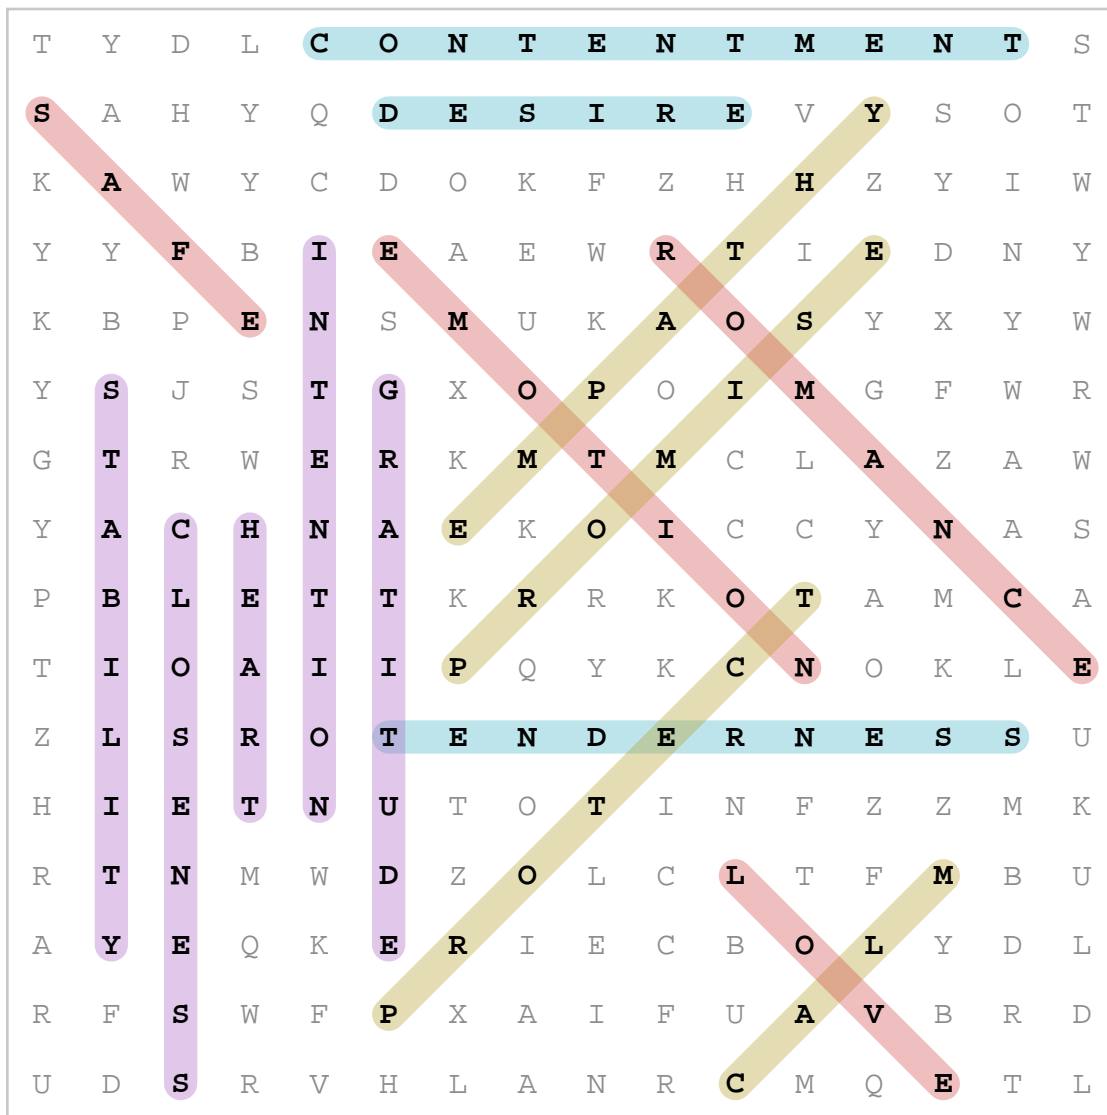 T Y D L C O N T E N T M E N T S
S A H Y Q D E S I R E V Y S O T
K A W Y C D O K F Z H H Z Y I W
Y Y F B I E A E W R T I E D N Y
K B P E N S M U K A O S Y X Y W
Y S J S T G X O P O I M G F W R
G T R W E R K M T M C L A Z A W
Y A C H N A E K O I C C Y N A S
P B L E T T K R R K O T A M C A
T I O A I I P Q Y K C N O K L E
Z L S R O T E N D E R N E S S U
H I E T N U T O T I N F Z Z M K
R T N M W D Z O L C L T F M B U
A Y E Q K E R I E C B O L Y D L
R F S W F P X A I F U A V B R D
U D S R V H L A N R C M Q E T L